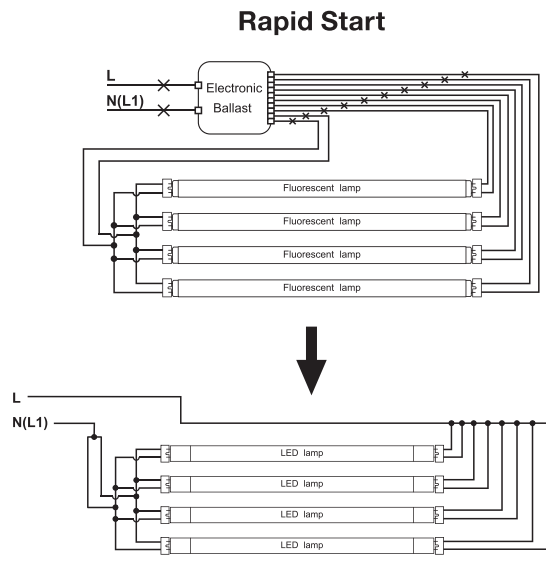 Rapid Start
L
N(L1)
Electronic
Ballast
Fluorescent lamp
Fluorescent lamp
Fluorescent lamp
Fluorescent lamp
L
N(L1)
LED lamp
LED lamp
LED lamp
LED lamp